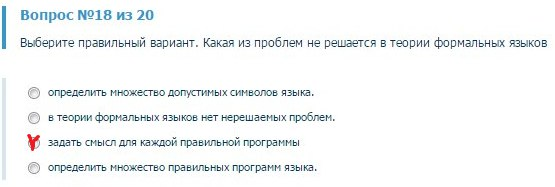 Вопрос №18 из 20
Выберите правильный вариант. Какая из проблем не решается в теории формальных языков
определить множество допустимых символов языка.
в теории формальных языков нет нерешаемых проблем.
задать смысл для каждой правильной программы
определить множество правильных программ языка.